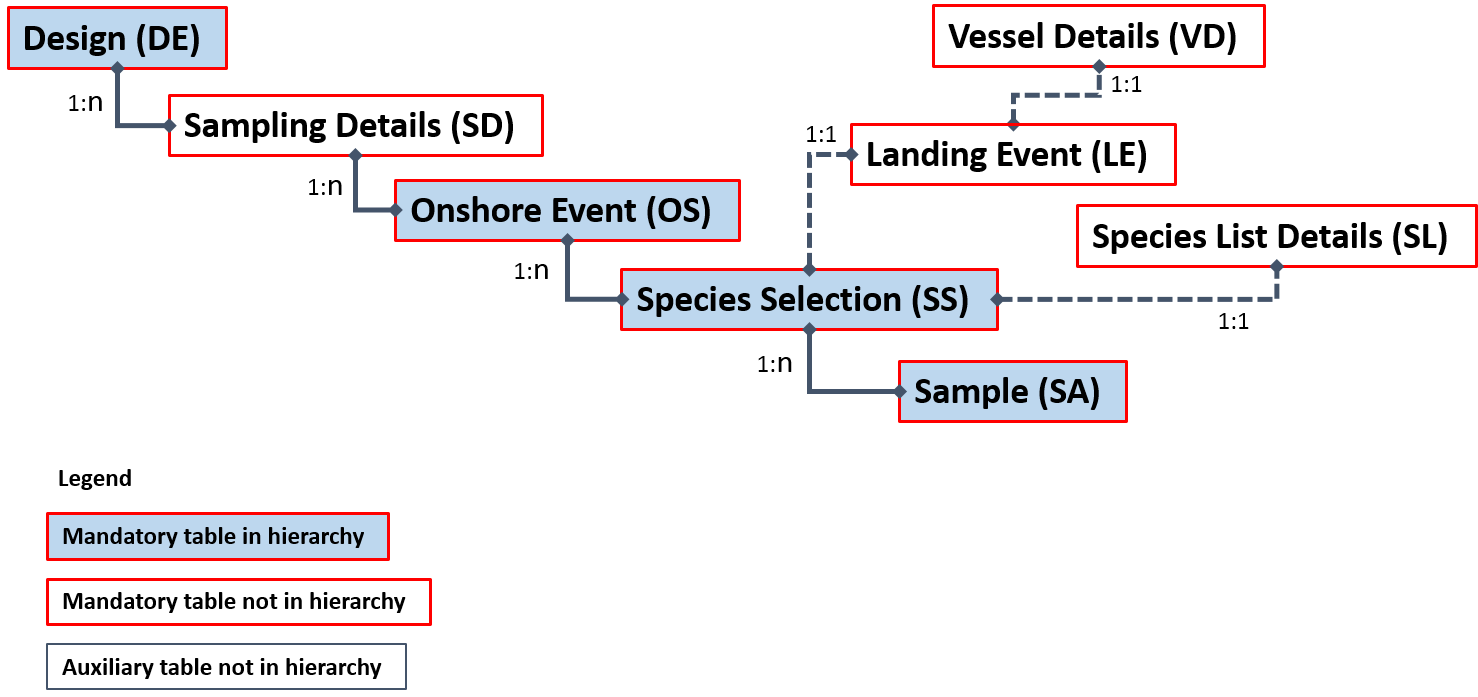 Design (DE)
Vessel Details (VD)
1:n
1:1
Sampling Details (SD)
1:1
Landing Event (LE)
1:n
Onshore Event (OS)
Species List Details (SL)
1:n
Species Selection (SS)
1:1
1:n
Sample (SA)
Legend
Mandatory table in hierarchy
Mandatory table not in hierarchy
Auxiliary table not in hierarchy